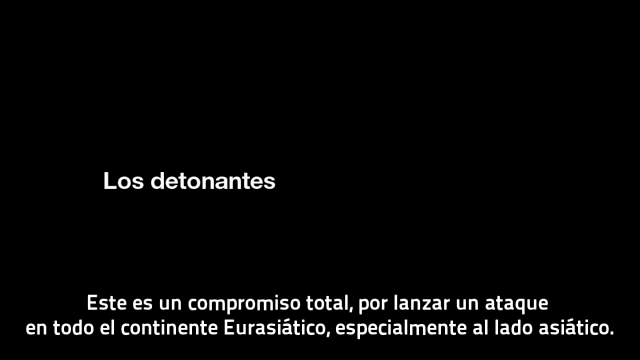 Los detonantes
Este es un compromiso total, por lanzar un ataque
en todo el continente Eurasiático, especialmente al lado asiático.